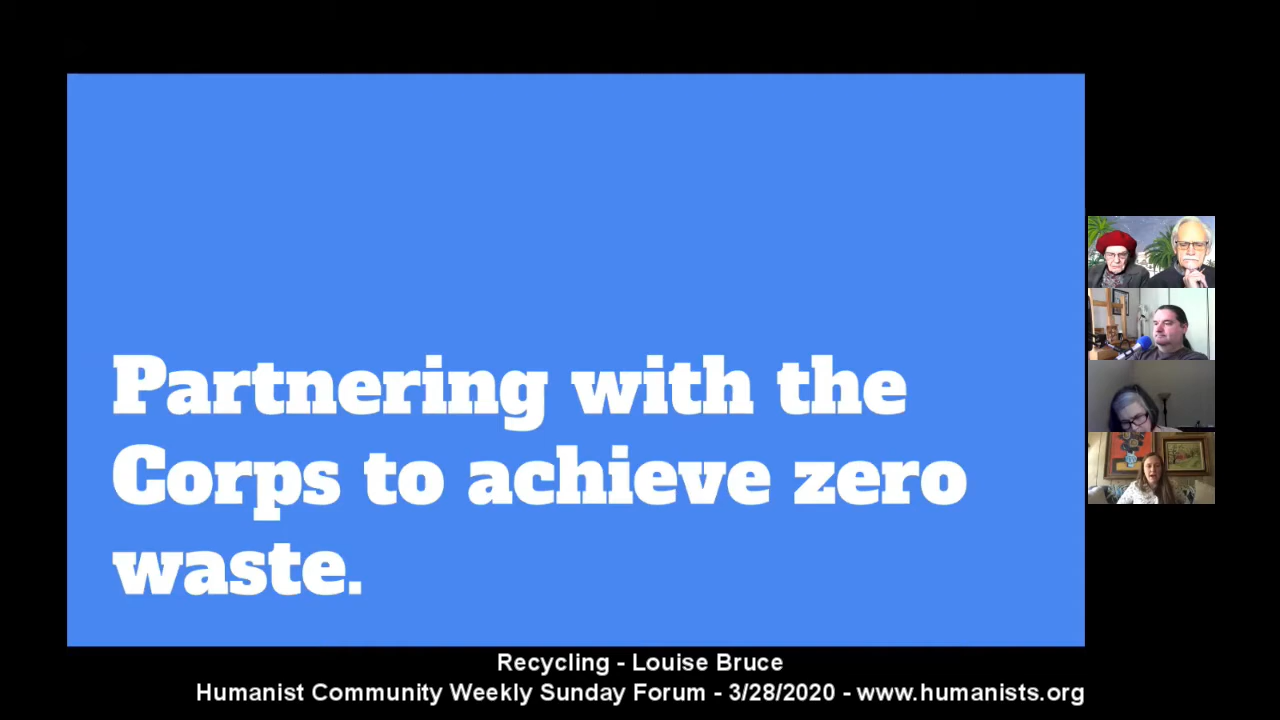 Partnering with the
Corps to achieve zero
waste.
Recycling - Louise Bruce
Humanist Community Weekly Sunday Forum - 3/28/2020 - www.humanists.org